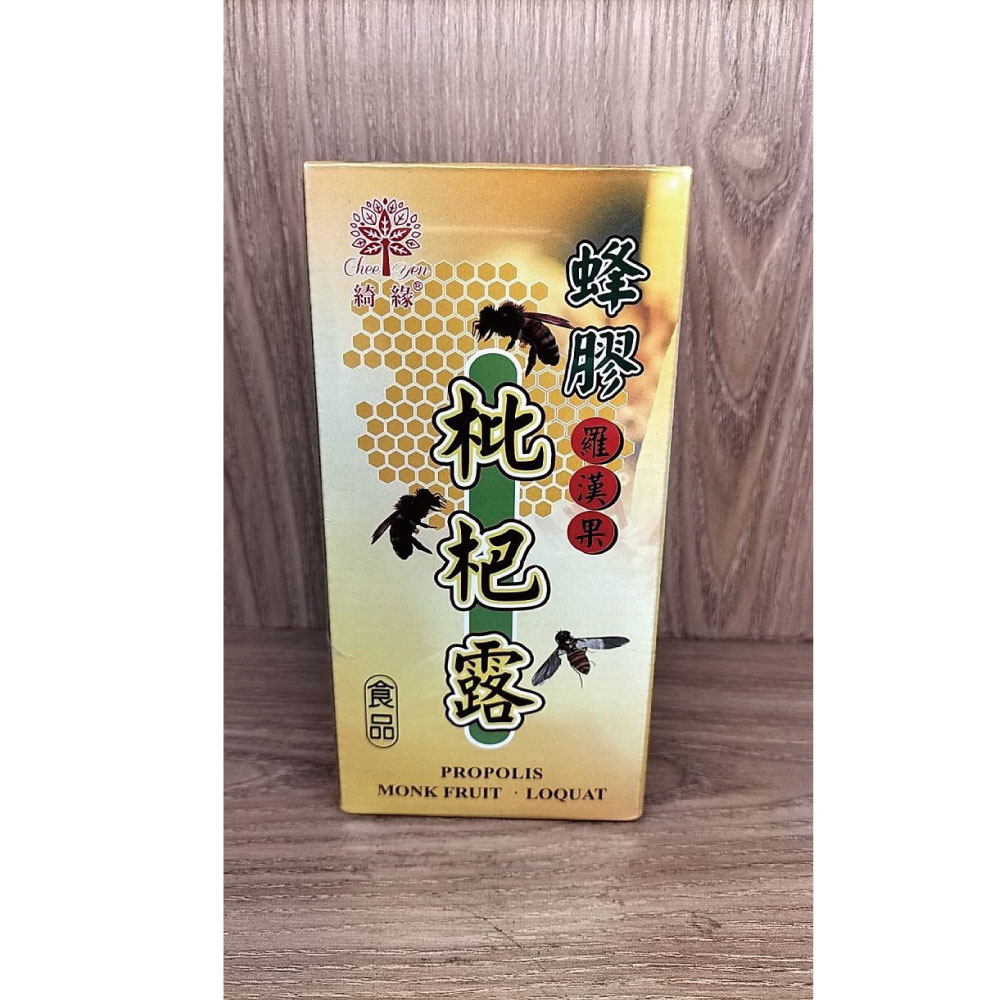 Chee Yen
綺緣®
蜂膠
羅漢果
枇杷露
食品
PROPOLIS
MONK FRUIT · LOQUAT